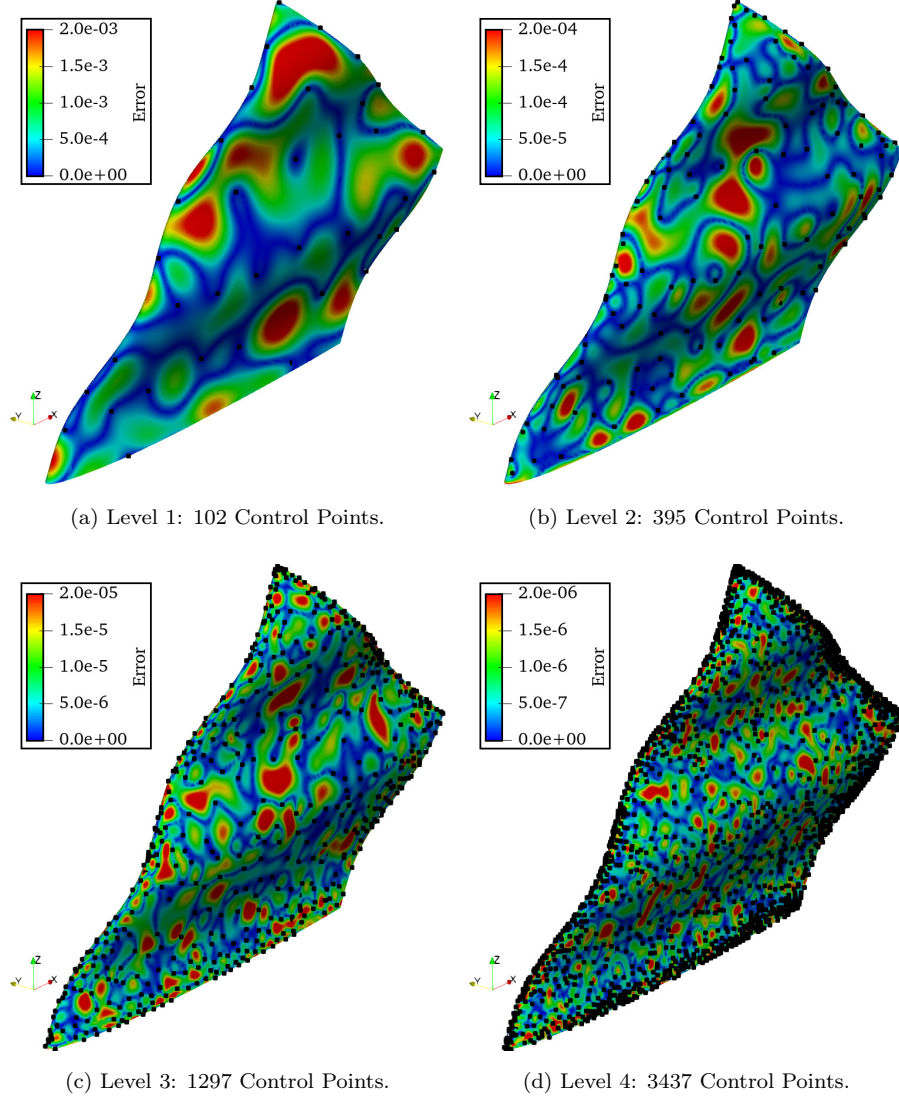 2.0e-03
1.5e-3
1.0e-3
5.0e-4
0.0e+00
Error
Z
Y
X
(a) Level 1: 102 Control Points.
2.0e-04
1.5e-4
1.0e-4
5.0e-5
0.0e+00
Error
Z
Y
X
(b) Level 2: 395 Control Points.
2.0e-05
1.5e-5
1.0e-5
5.0e-6
0.0e+00
Error
Z
Y
X
(c) Level 3: 1297 Control Points.
2.0e-06
1.5e-6
1.0e-6
5.0e-7
0.0e+00
Error
Z
Y
X
(d) Level 4: 3437 Control Points.